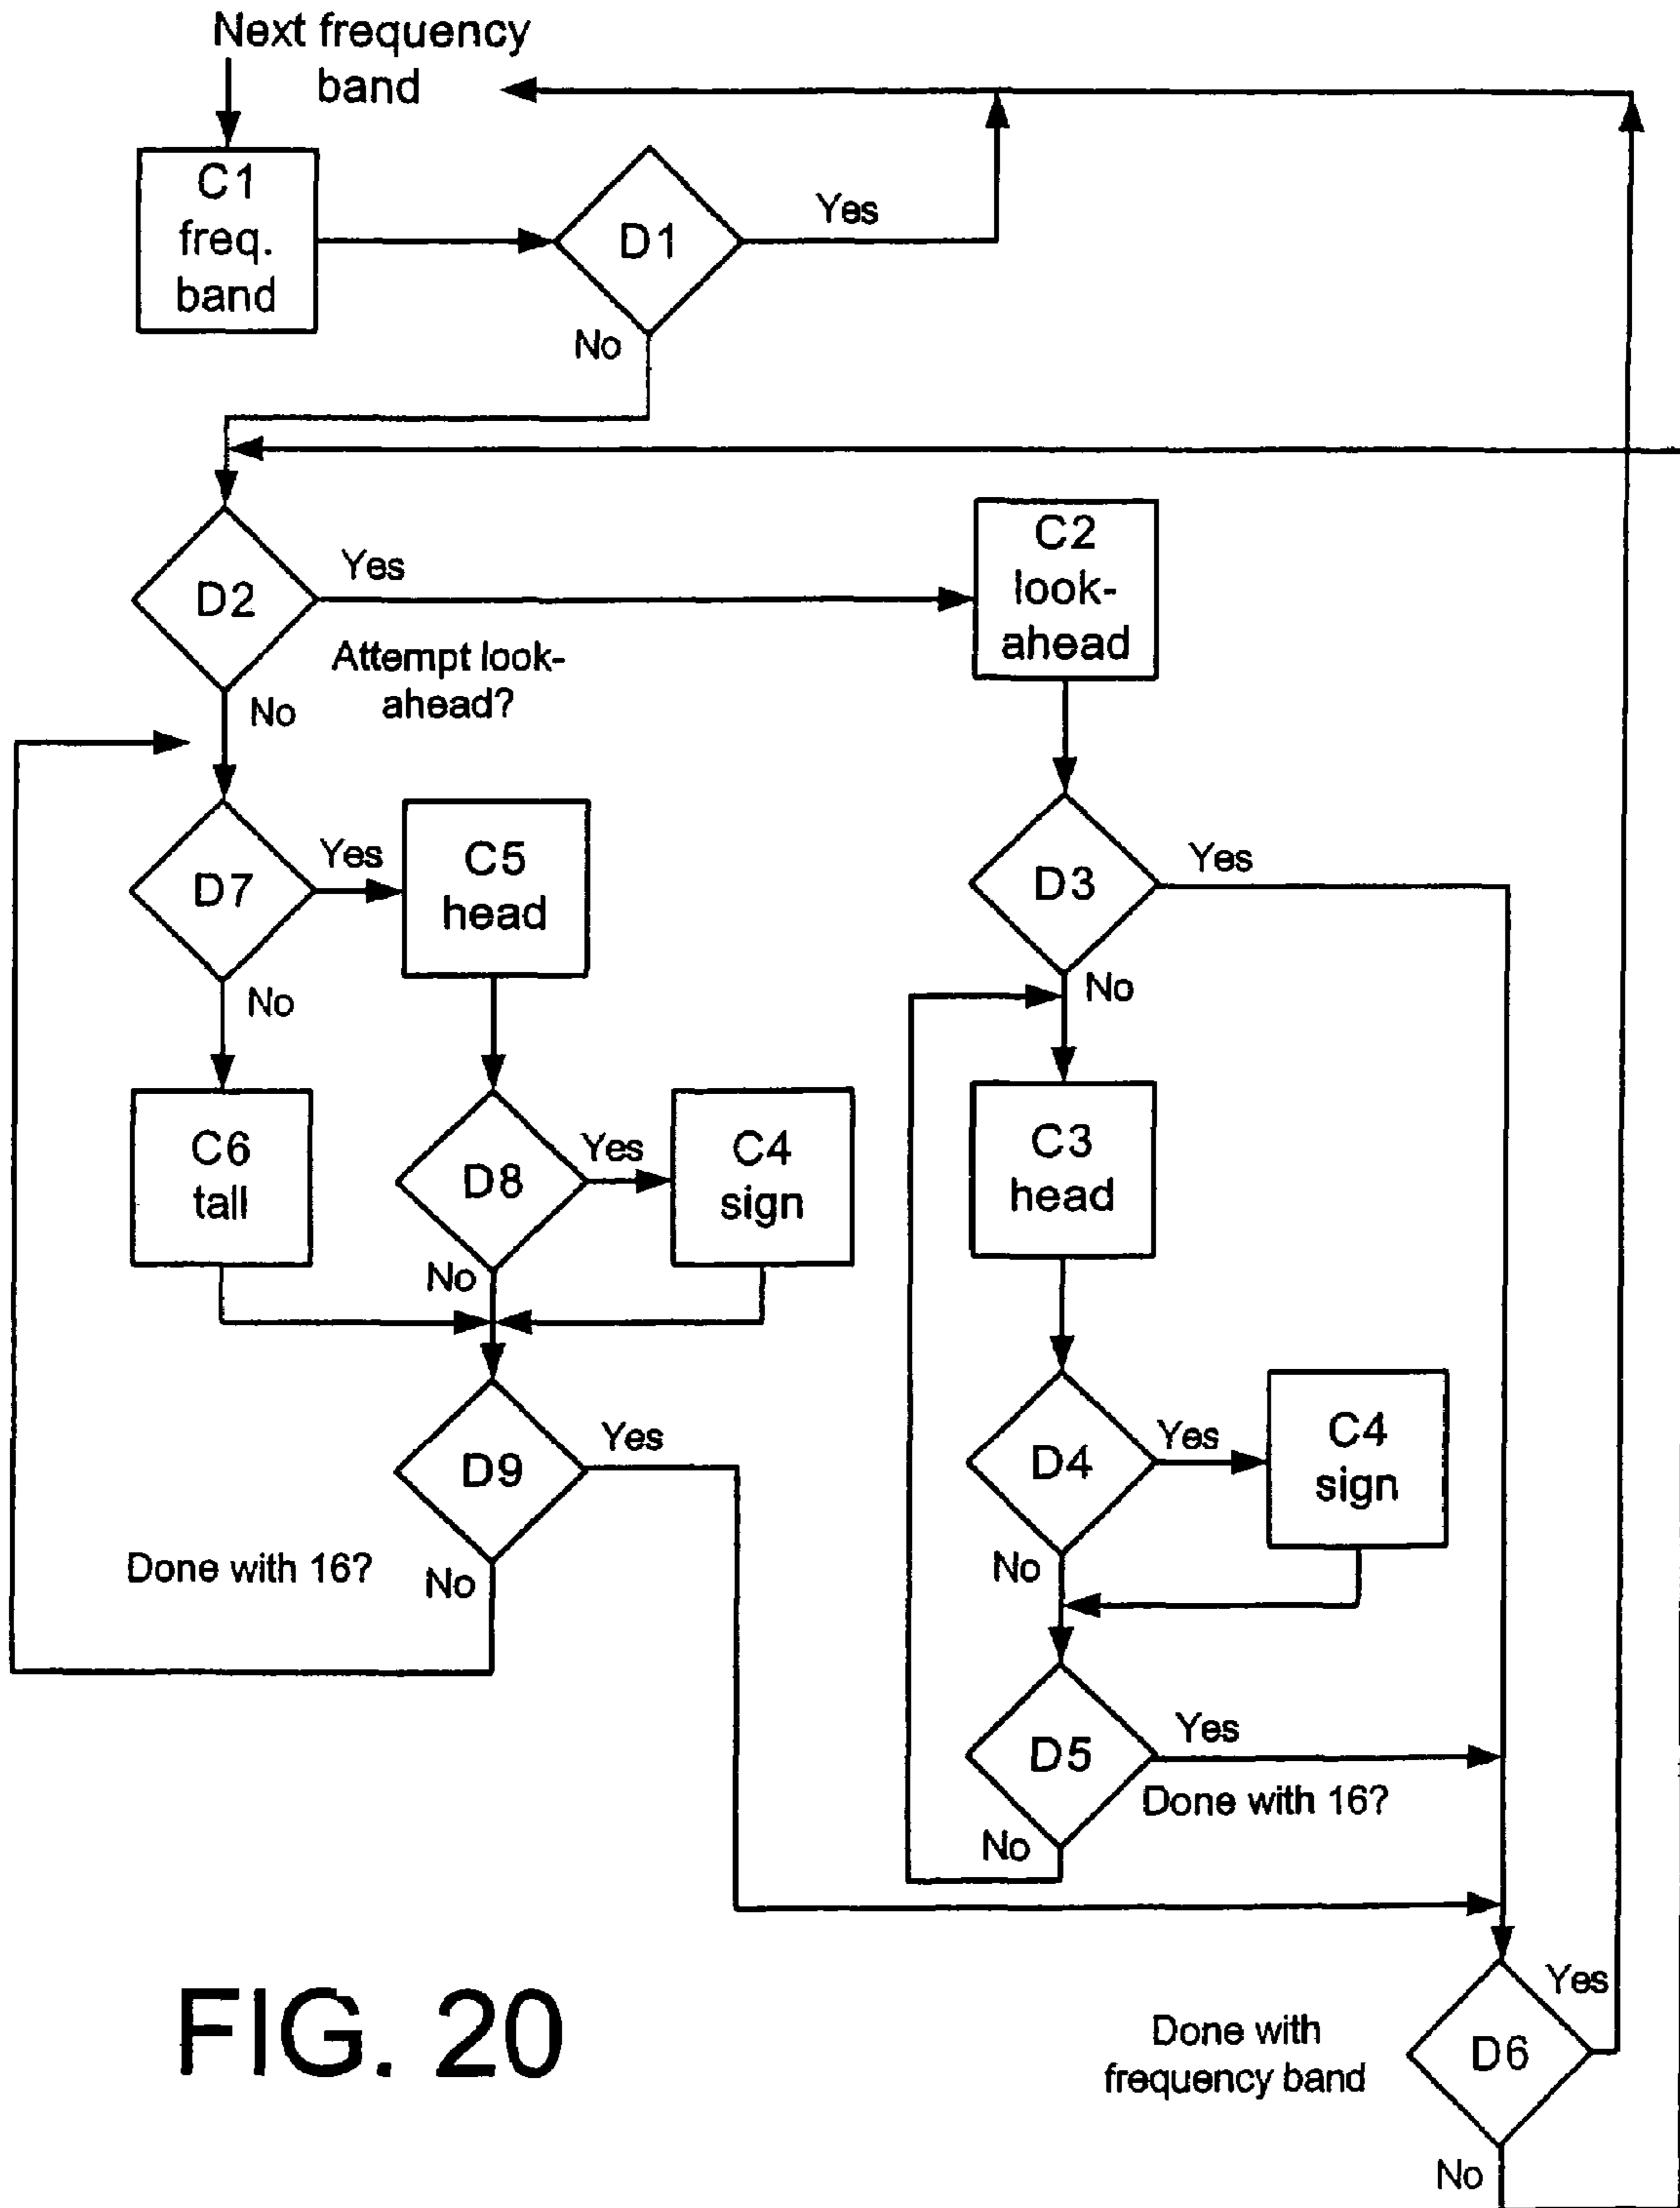 Next frequency
band
C1
freq.
band
D1
Yes
No
D2
Yes
Attempt look-
ahead?
No
C2
look-
ahead
D7
Yes
No
C5
head
D3
Yes
No
C6
tall
D8
Yes
No
C4
sign
C3
head
D9
Yes
No
Done with 16?
D4
Yes
No
C4
sign
D5
Yes
Done with 16?
No
FIG. 20
Done with
frequency band
D6
Yes
No